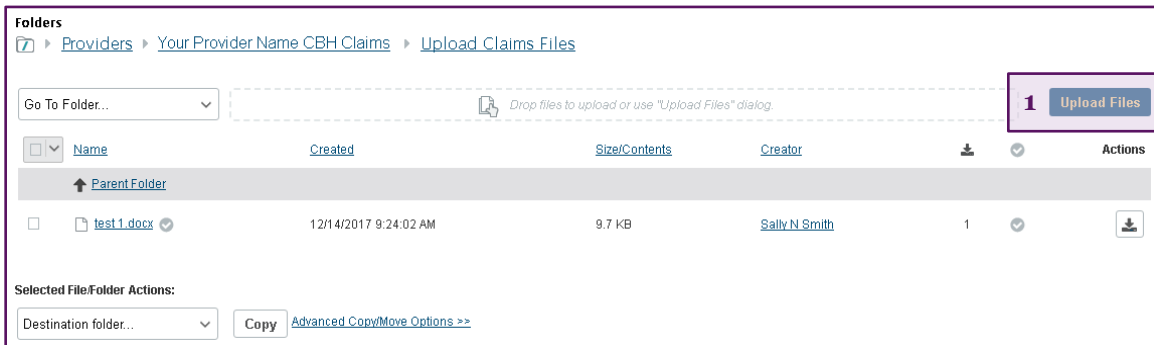 Folders
Providers Your Provider Name CBH Claims Upload Claims Files
Go To Folder... Drop files to upload or use "Upload Files" dialog. 1 Upload Files
Name Created Size/Contents Creator Actions
Parent Folder
test 1.docx 12/14/2017 9:24:02 AM 9.7 KB Sally N Smith 1
Selected File/Folder Actions:
Destination folder... Copy Advanced Copy/Move Options >>